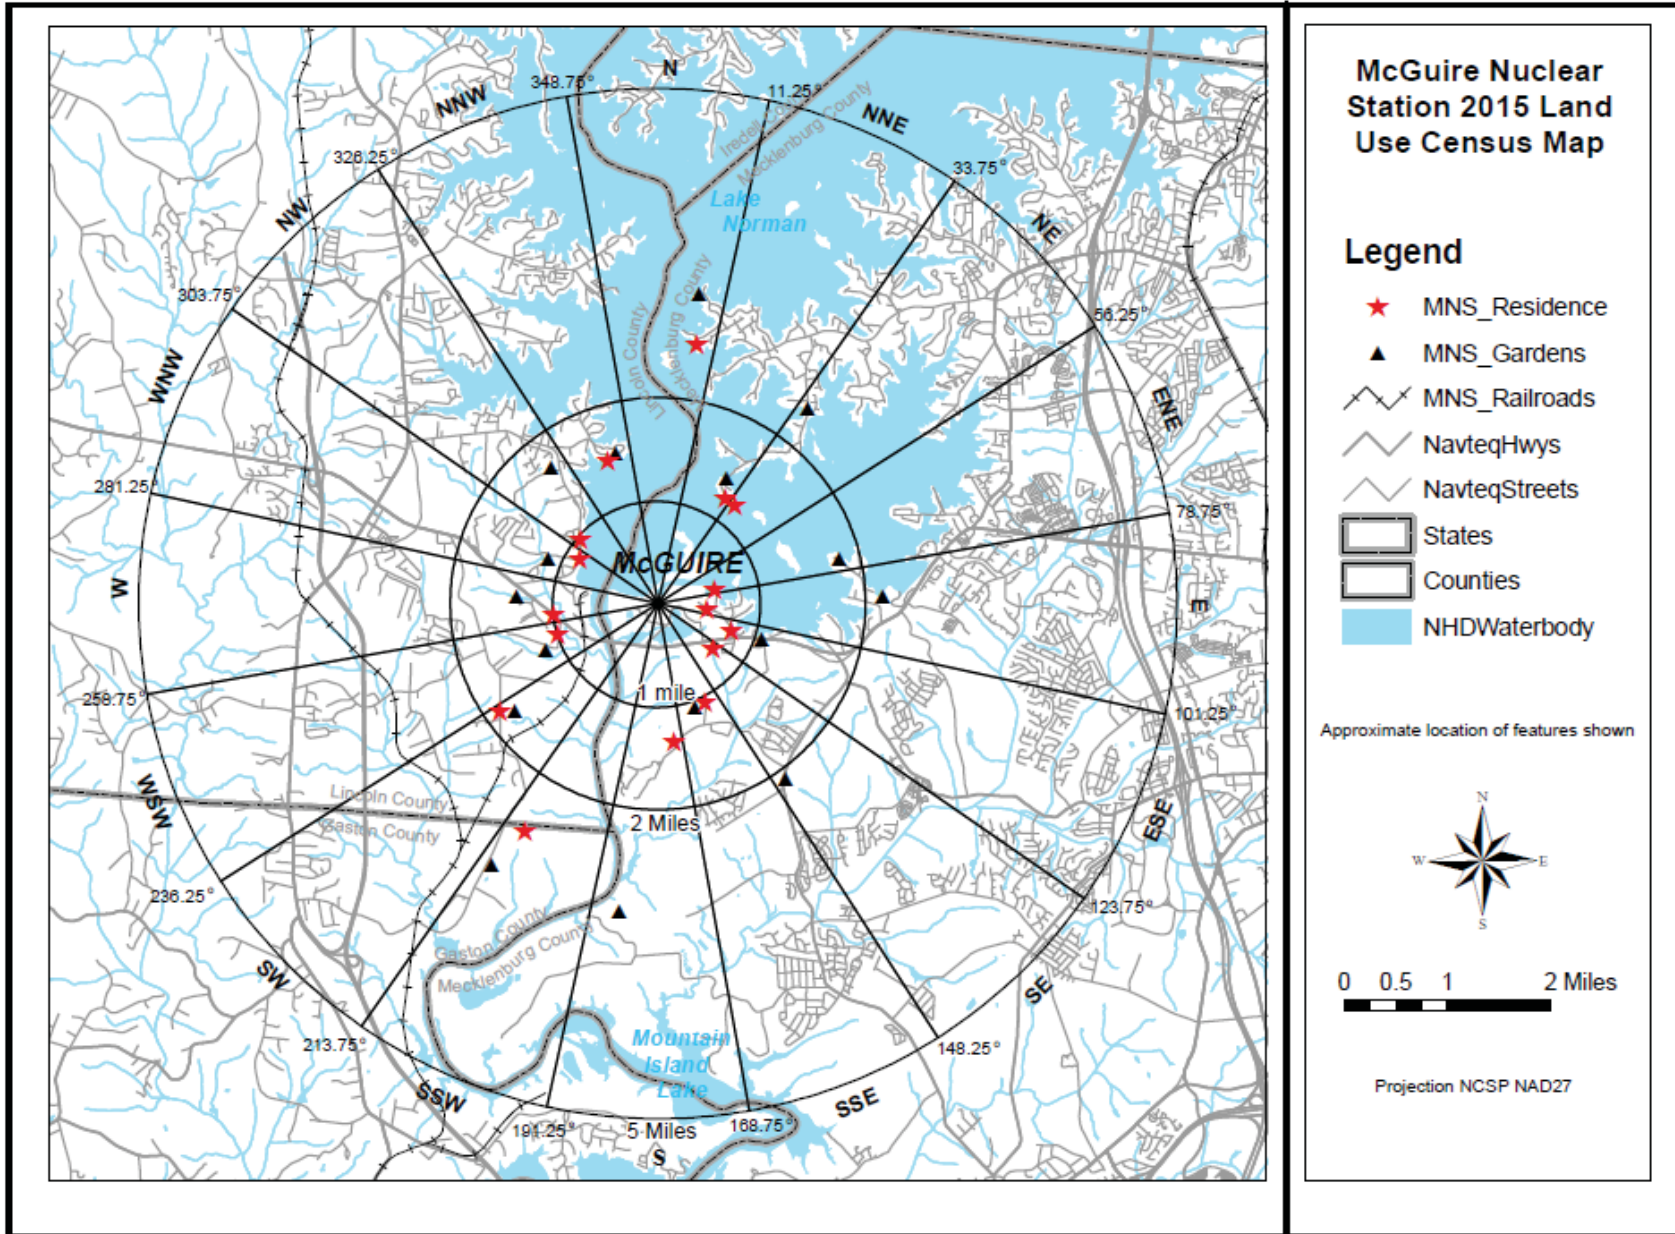 N
348.75°
11.25°
NNW
NNE
Iredell County
Mecklenburg County
326.25°
33.75°
Lake
Norman
NW
NE
303.75°
56.25°
Lincoln County
Mecklenburg County
WNW
ENE
281.25°
78.75°
McGUIRE
W
E
1 mile
258.75°
101.25°
Lincoln County
Gaston County
2 Miles
WSW
ESE
236.25°
123.75°
Gaston County
Mecklenburg County
SW
SE
213.75°
Mountain
Island
Lake
148.25°
SSW
SSE
191.25°
5 Miles
168.75°
S
McGuire Nuclear
Station 2015 Land
Use Census Map
Legend
MNS_Residence
MNS_Gardens
MNS_Railroads
NavteqHwys
NavteqStreets
States
Counties
NHDWaterbody
Approximate location of features shown
N
W
E
S
0 0.5 1 2 Miles
Projection NCSP NAD27